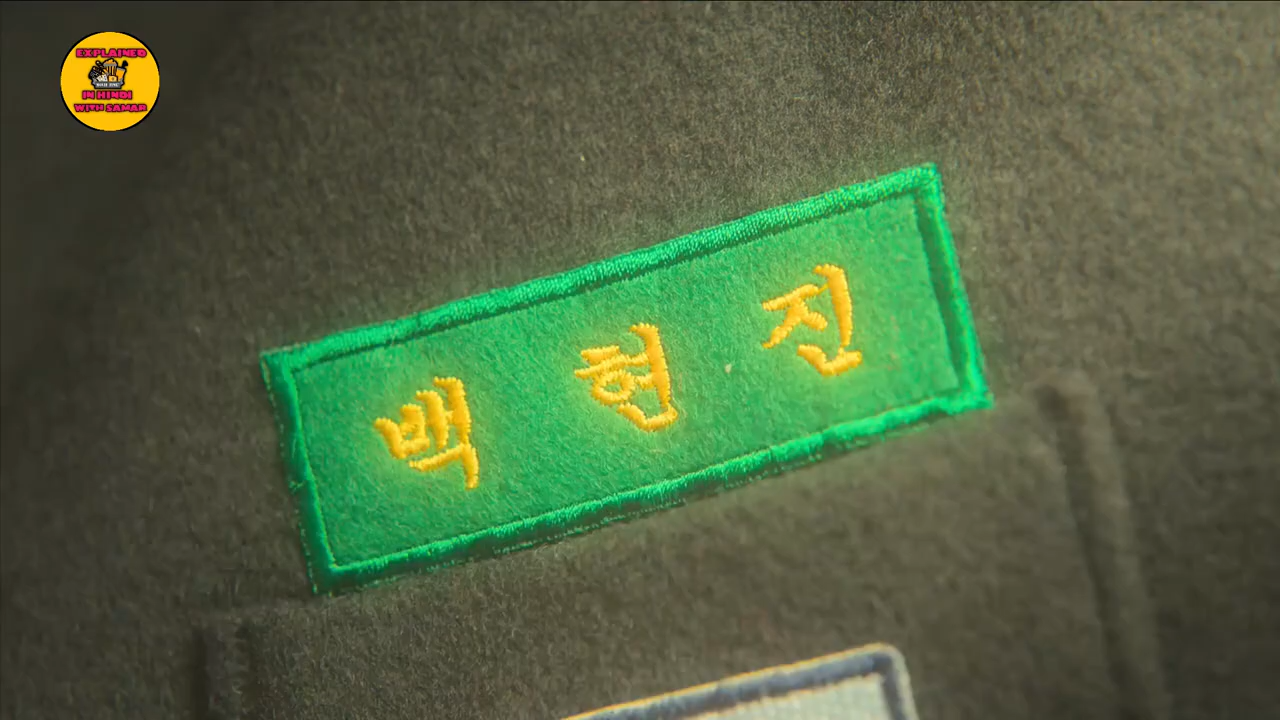 EXPLAINED
IN HINDI
WITH SAMAR
백 현 진